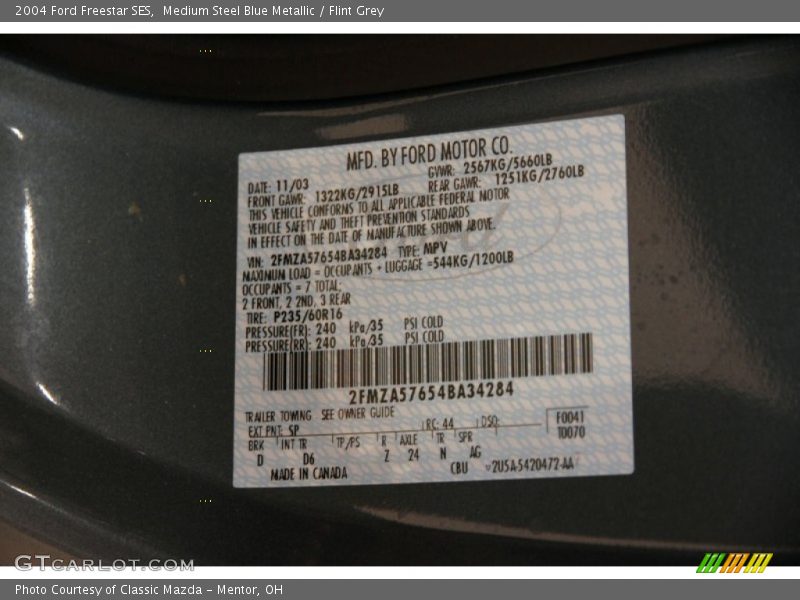 2004 Ford Freestar SES,  Medium Steel Blue Metallic / Flint Grey
MFD. BY FORD MOTOR CO.
DATE: 11/03 GVWR: 2567KG/5660LB
FRONT GAWR: 1322KG/2915LB REAR GAWR: 1251KG/2760LB
THIS VEHICLE CONFORMS TO ALL APPLICABLE FEDERAL MOTOR
VEHICLE SAFETY AND THEFT PREVENTION STANDARDS
IN EFFECT ON THE DATE OF MANUFACTURE SHOWN ABOVE.
VIN: 2FMZA57654BA34284 TYPE: MPV
MAXIMUM LOAD = OCCUPANTS + LUGGAGE =544KG/1200LB
OCCUPANTS = 7 TOTAL:
2 FRONT, 2 2ND, 3 REAR
TIRE: P235/60R16
PRESSURE(FR): 240 kPa/35 PSI COLD
PRESSURE(RR): 240 kPa/35 PSI COLD
2FMZA57654BA34284
TRAILER TOWING SEE OWNER GUIDE
EXT PNT: SP RC: 44 DSO: F0041
T0070
BRK INT TR TP/PS R AXLE TR SPR
D D6 Z 24 N AG
MADE IN CANADA CBU 2U5A-5420472-AA
GTCARLOT.COM
Photo Courtesy of Classic Mazda - Mentor, OH